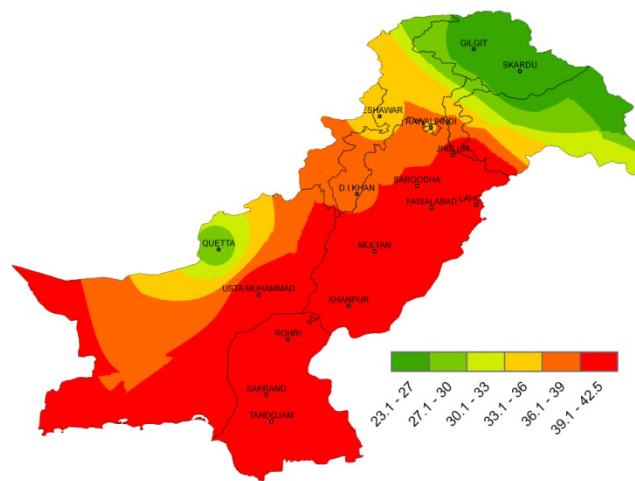 GILGIT
SKARDU
ESHAWAR
RAWALPINDI
JHELUM
SARGODHA
D.I.KHAN
FAISALABAD
LAHO
QUETTA
MULTAN
USTA MUHAMMAD
KHANPUR
ROHRI
SAKRAND
TANDOJAM
23.1 - 27
27.1 - 30
30.1 - 33
33.1 - 36
36.1 - 39
39.1 - 42.5